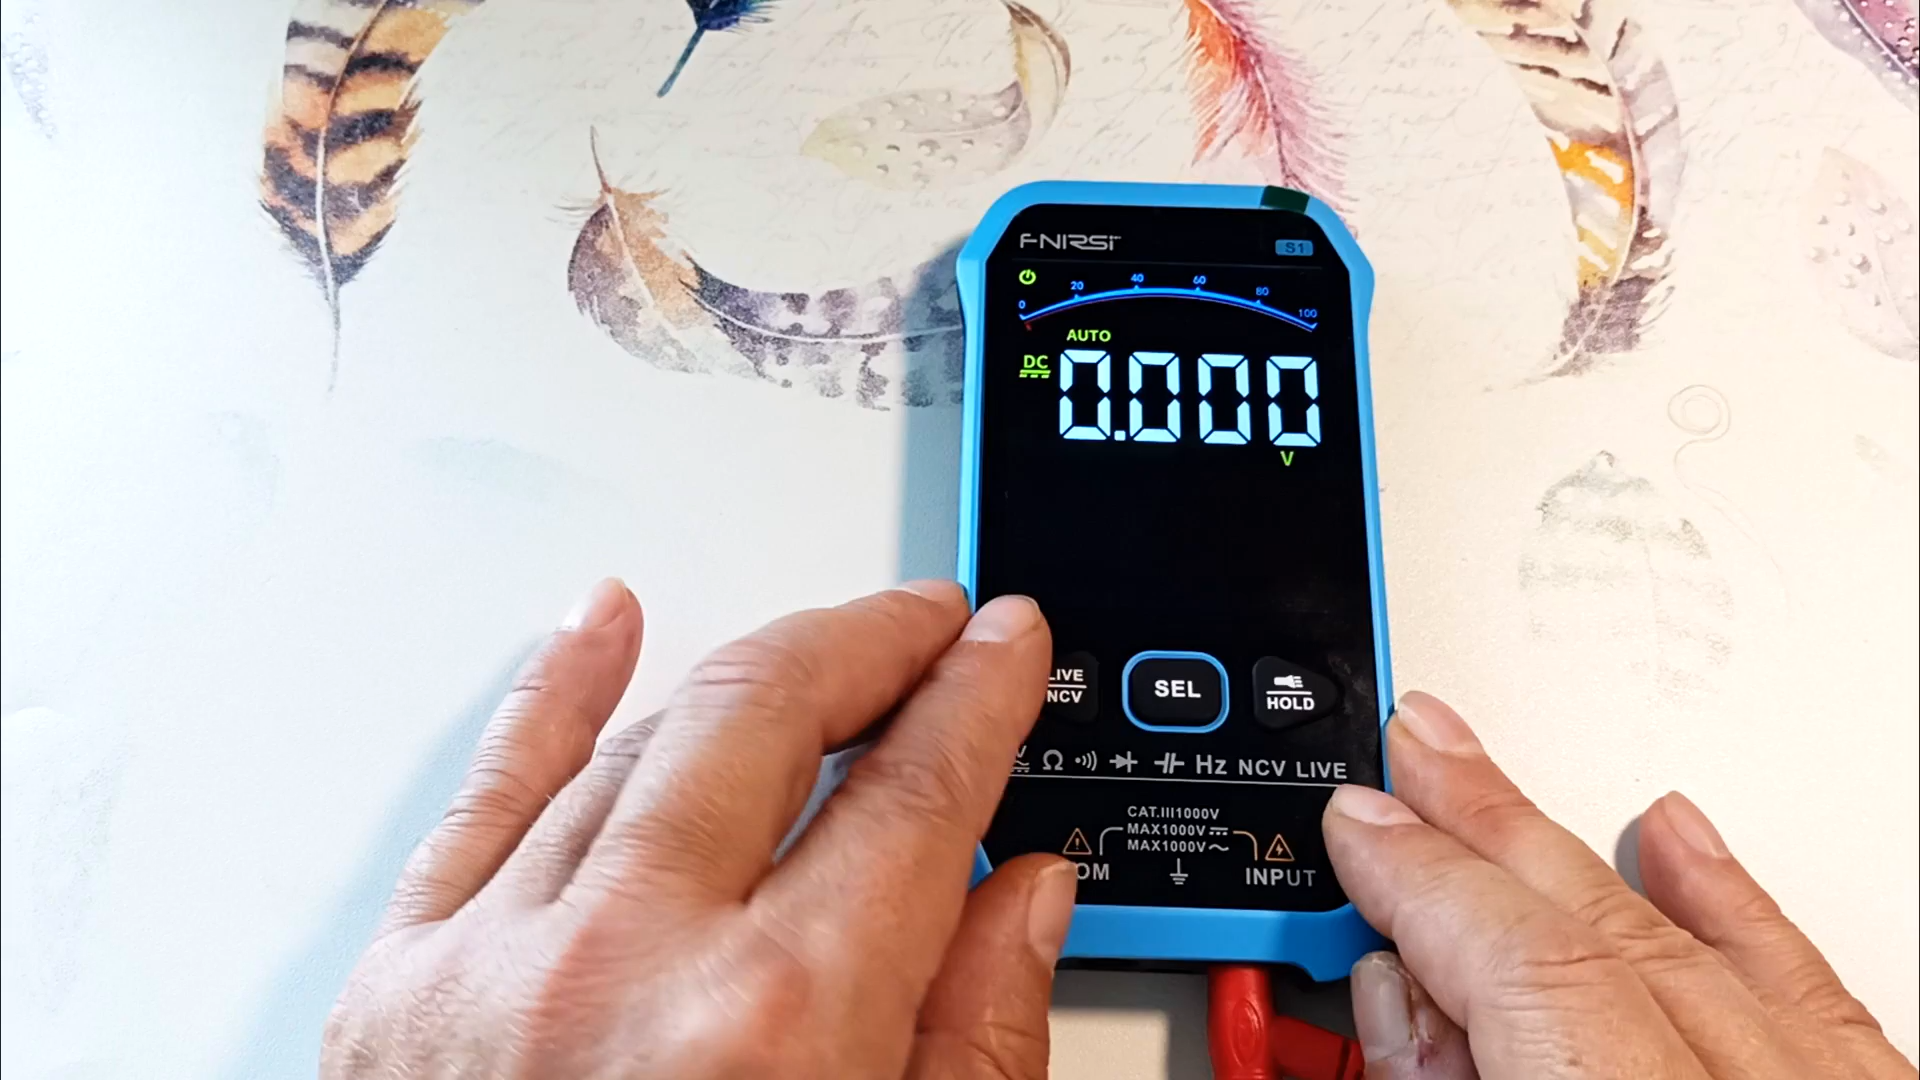 FNIRSI
S1
0 20 40 60 80 100
AUTO
DC 0.000
V
LIVE
NCV
SEL
HOLD
V Ω Hz NCV LIVE
CAT.III1000V
MAX1000V
MAX1000V
OM
INPUT